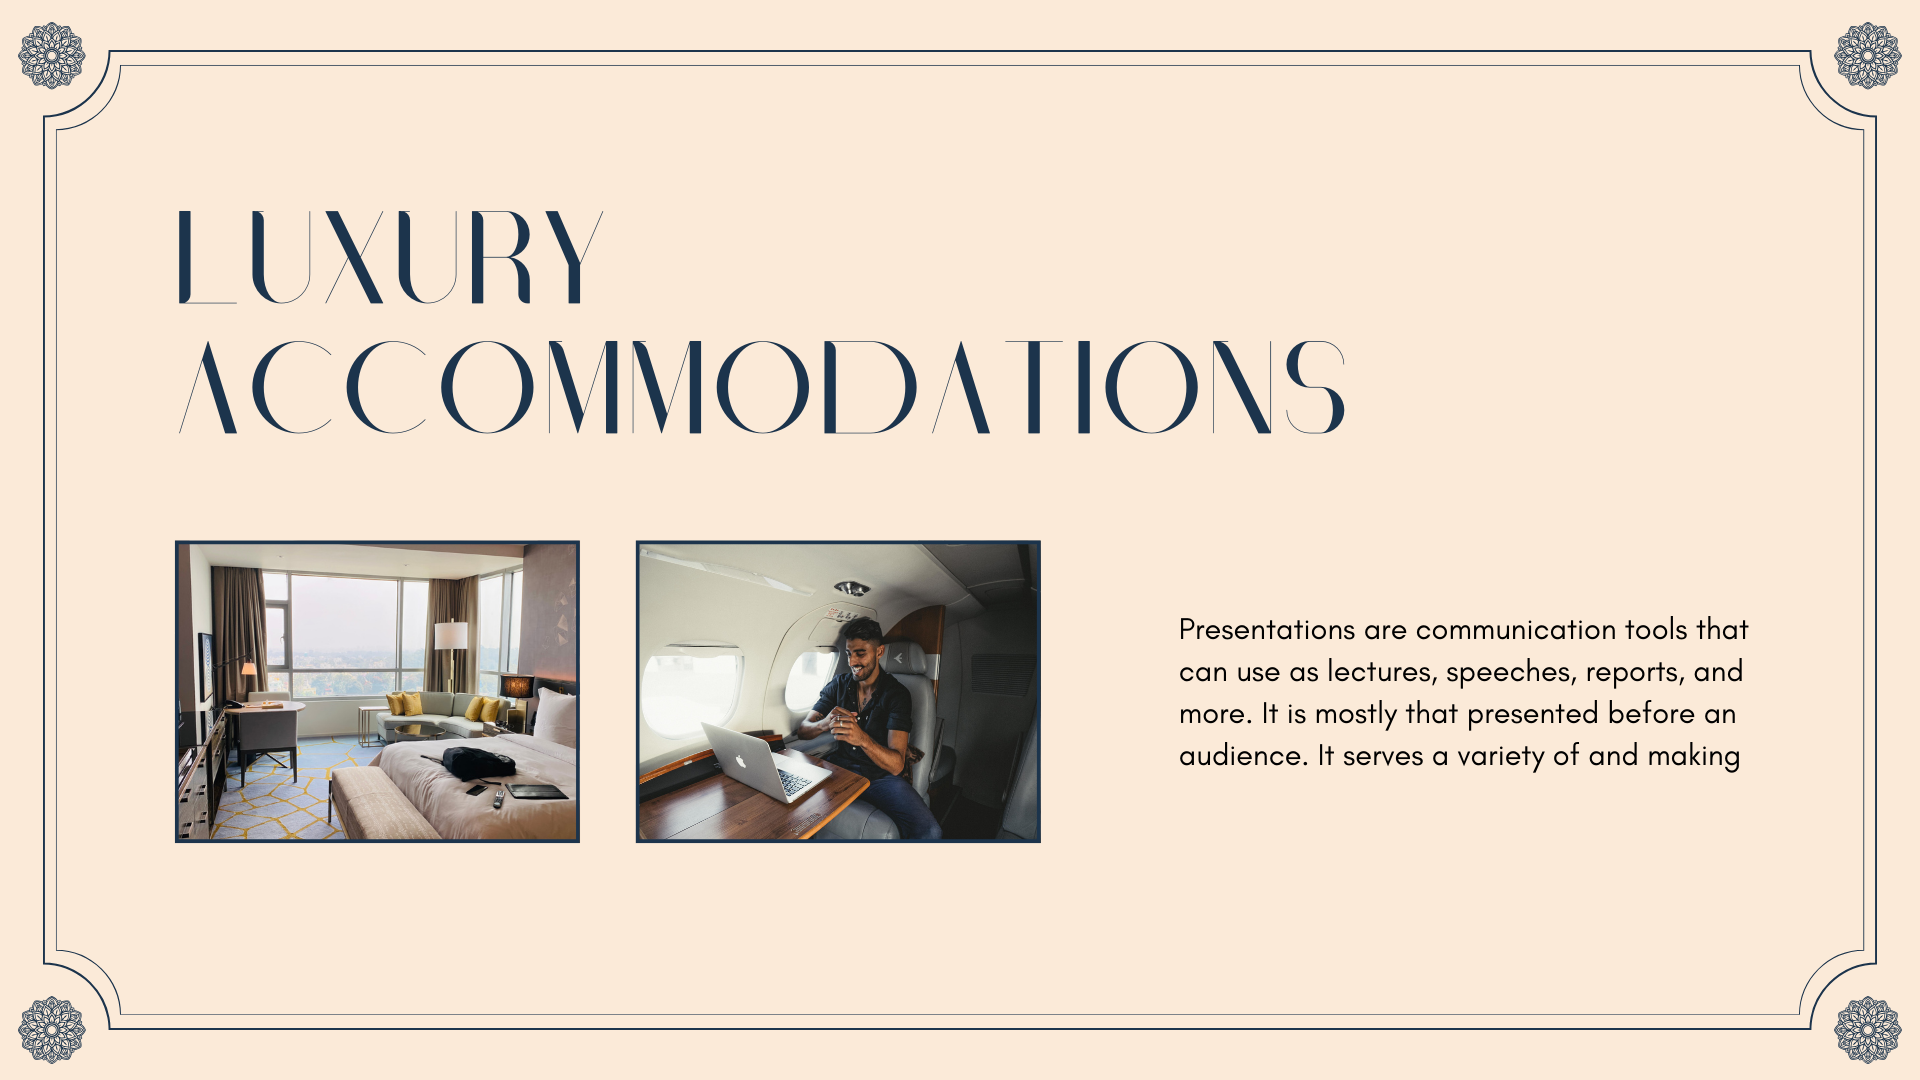 LUXURY
ACCOMMODATIONS
Presentations are communication tools that
can use as lectures, speeches, reports, and
more. It is mostly that presented before an
audience. It serves a variety of and making